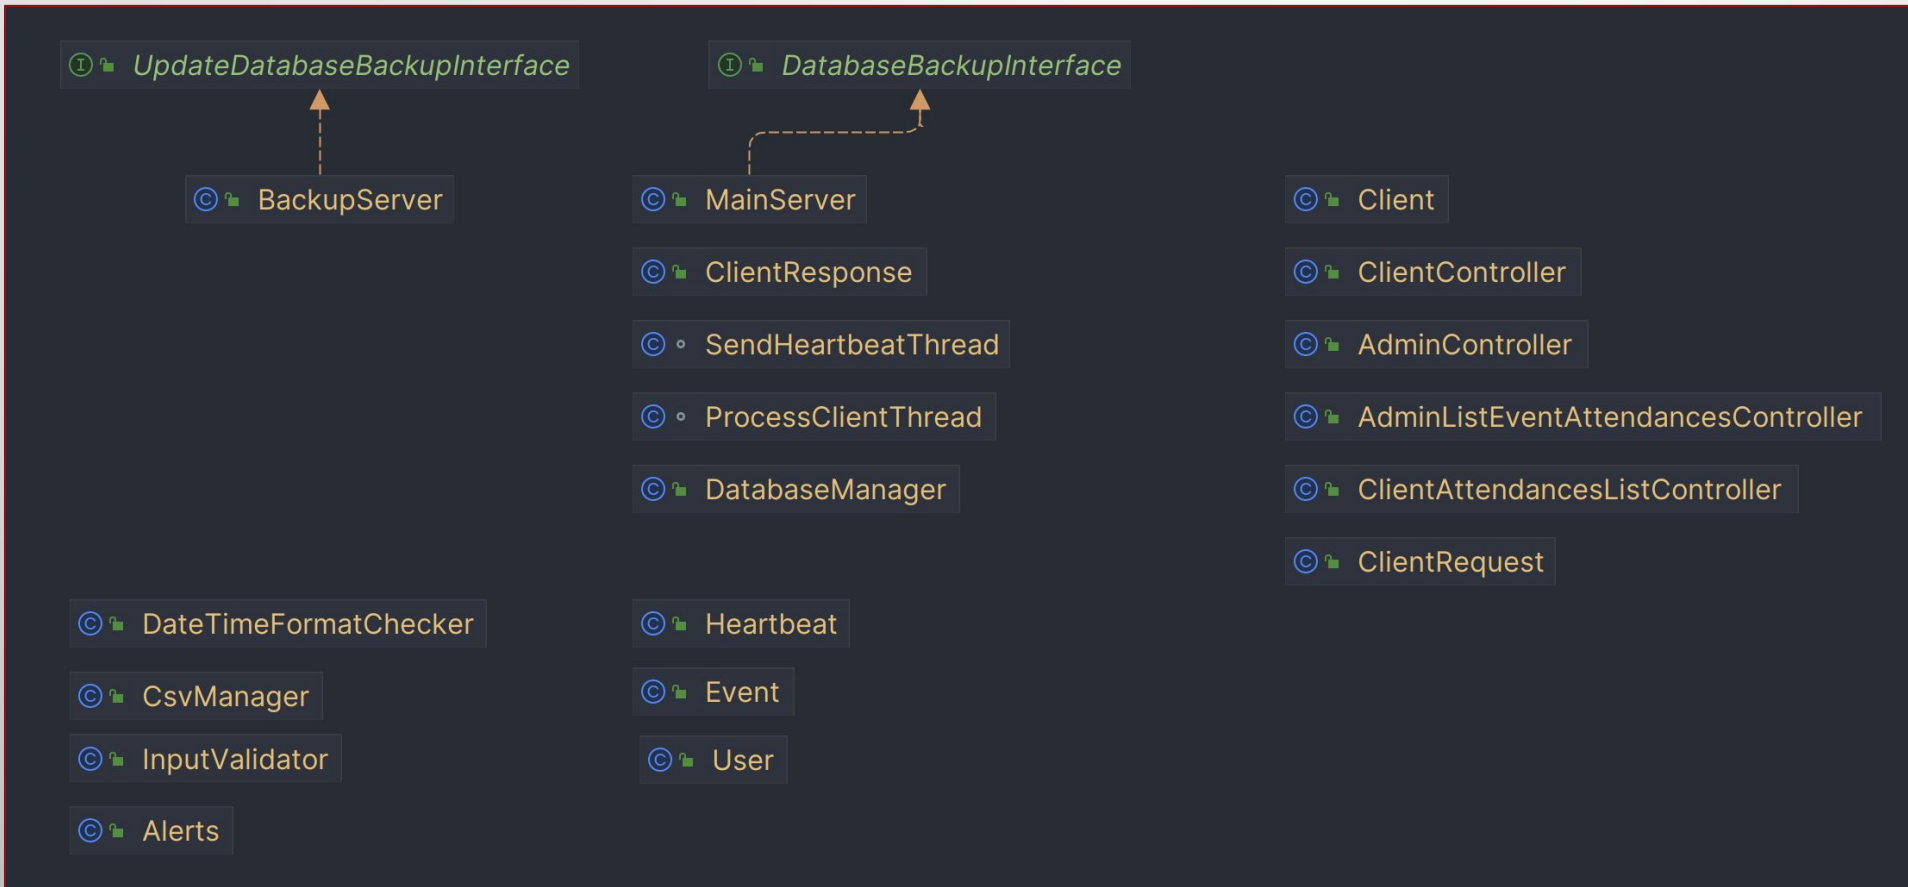 UpdateDatabaseBackupInterface
DatabaseBackupInterface
BackupServer
MainServer
Client
ClientResponse
ClientController
SendHeartbeatThread
AdminController
ProcessClientThread
AdminListEventAttendancesController
DatabaseManager
ClientAttendancesListController
ClientRequest
DateTimeFormatChecker
Heartbeat
CsvManager
Event
InputValidator
User
Alerts